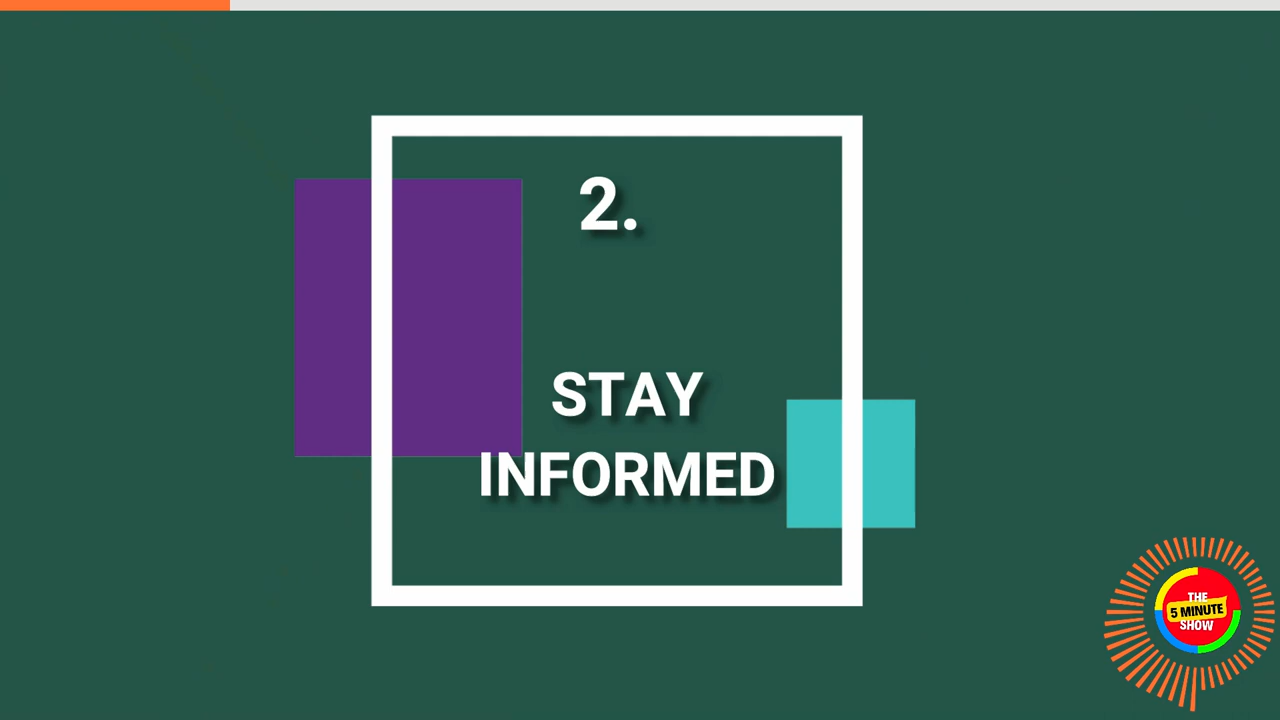 2.
STAY
INFORMED
THE
5 MINUTE
SHOW